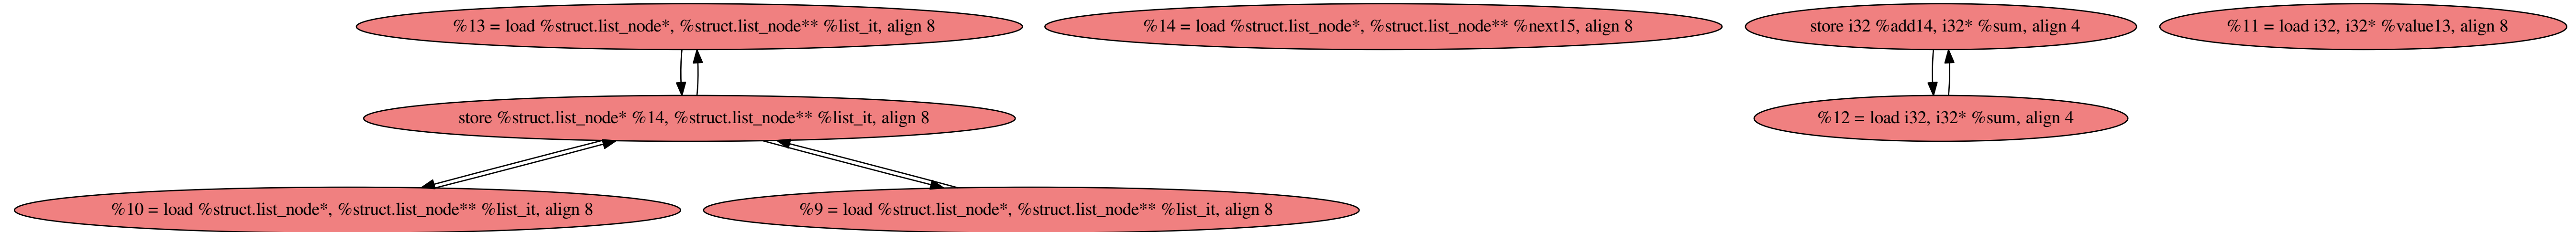 %13 = load %struct.list_node*, %struct.list_node** %list_it, align 8
%14 = load %struct.list_node*, %struct.list_node** %next15, align 8
store i32 %add14, i32* %sum, align 4
%11 = load i32, i32* %value13, align 8
store %struct.list_node* %14, %struct.list_node** %list_it, align 8
%12 = load i32, i32* %sum, align 4
%10 = load %struct.list_node*, %struct.list_node** %list_it, align 8
%9 = load %struct.list_node*, %struct.list_node** %list_it, align 8